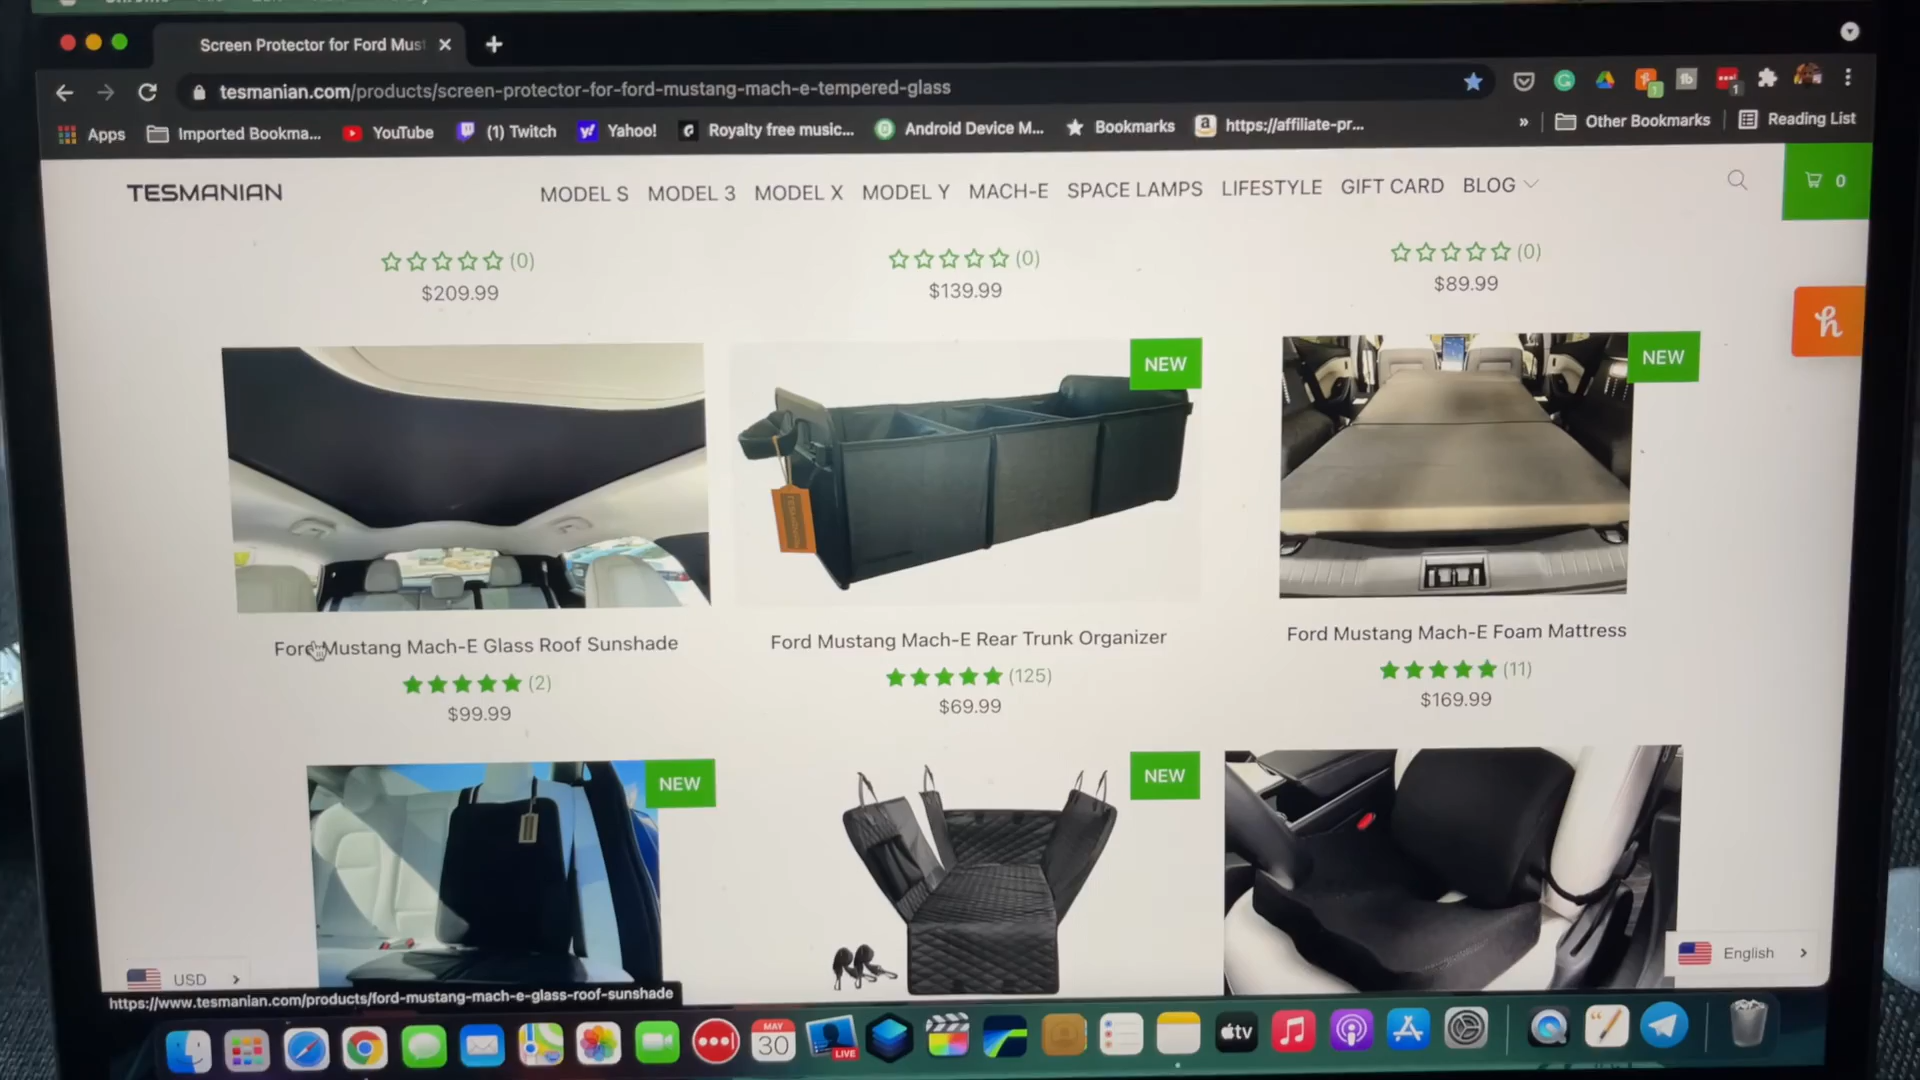 Screen Protector for Ford Must
tesmanian.com/products/screen-protector-for-ford-mustang-mach-e-tempered-glass
Apps Imported Bookma... YouTube (1) Twitch Yahoo! Royalty free music... Android Device M... Bookmarks https://affiliate-pr... » Other Bookmarks Reading List
TESMANIAN MODEL S MODEL 3 MODEL X MODEL Y MACH-E SPACE LAMPS LIFESTYLE GIFT CARD BLOG 0
(0) (0) (0)
$209.99 $139.99 $89.99
NEW NEW
Ford Mustang Mach-E Glass Roof Sunshade Ford Mustang Mach-E Rear Trunk Organizer Ford Mustang Mach-E Foam Mattress
(2) (125) (11)
$99.99 $69.99 $169.99
NEW NEW
USD English
https://www.tesmanian.com/products/ford-mustang-mach-e-glass-roof-sunshade
MAY
30
LIVE
tv